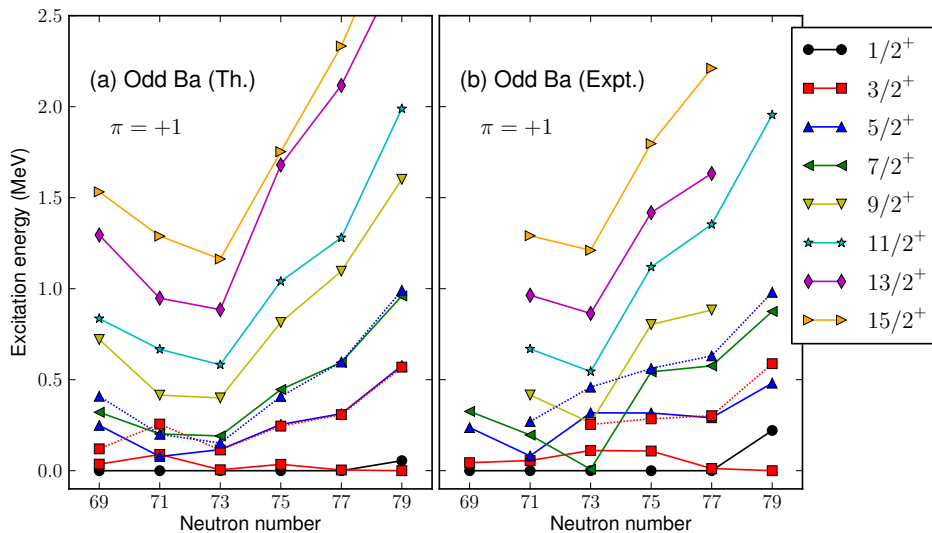 2.5
2.0
1.5
1.0
0.5
0.0
Excitation energy (MeV)
(a) Odd Ba (Th.)
π = +1
69 71 73 75 77 79
Neutron number
(b) Odd Ba (Expt.)
π = +1
69 71 73 75 77 79
Neutron number
1/2⁺
3/2⁺
5/2⁺
7/2⁺
9/2⁺
11/2⁺
13/2⁺
15/2⁺